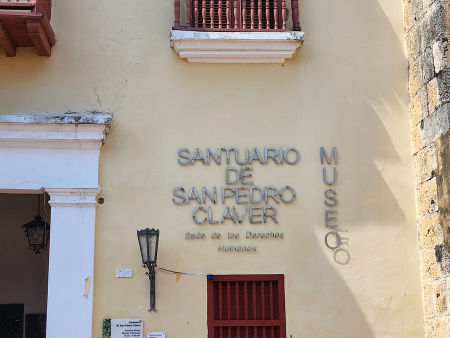 SANTUARIO
DE
SAN PEDRO
CLAVER
Sede de los Derechos
Humanos
MUSEO